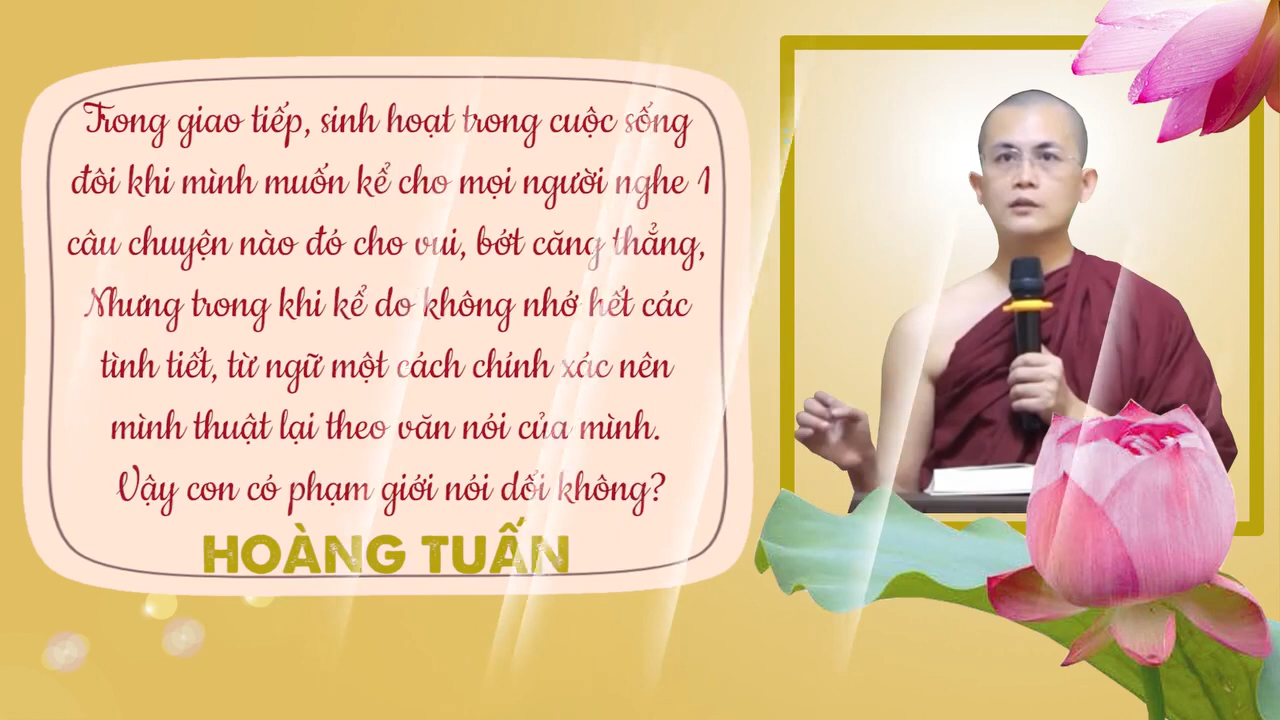 Trong giao tiếp, sinh hoạt trong cuộc sống
đôi khi mình muốn kể cho mọi người nghe 1
câu chuyện nào đó cho vui, bớt căng thẳng,
Nhưng trong khi kể do không nhớ hết các
tình tiết, từ ngữ một cách chính xác nên
mình thuật lại theo văn nói của mình.
Vậy con có phạm giới nói dối không?
HOÀNG TUẤN